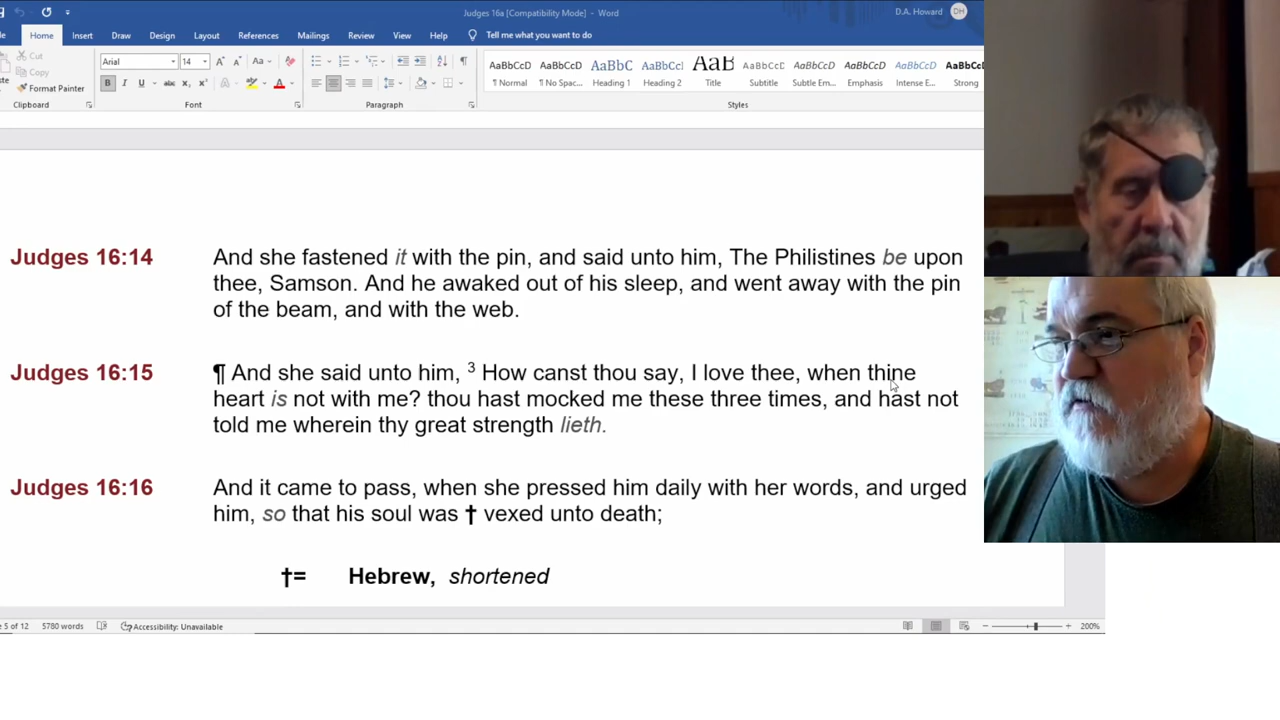 Judges 16a [Compatibility Mode] - Word
D.A. Howard
DH
Home Insert Draw Design Layout References Mailings Review View Help Tell me what you want to do
Cut
Copy
Format Painter
Clipboard
Arial 14
Font
Paragraph
AaBbCcD AaBbCcD AaBbC AaBbCcI AaB AaBbCcD AaBbCcD AaBbCcD AaBbCcD AaBbC
¶ Normal ¶ No Spac... Heading 1 Heading 2 Title Subtitle Subtle Em... Emphasis Intense E... Strong
Styles
Judges 16:14 And she fastened it with the pin, and said unto him, The Philistines be upon
thee, Samson. And he awaked out of his sleep, and went away with the pin
of the beam, and with the web.
Judges 16:15 ¶ And she said unto him, ³ How canst thou say, I love thee, when thine
heart is not with me? thou hast mocked me these three times, and hast not
told me wherein thy great strength lieth.
Judges 16:16 And it came to pass, when she pressed him daily with her words, and urged
him, so that his soul was † vexed unto death;
†= Hebrew, shortened
5 of 12 5780 words Accessibility: Unavailable 200%